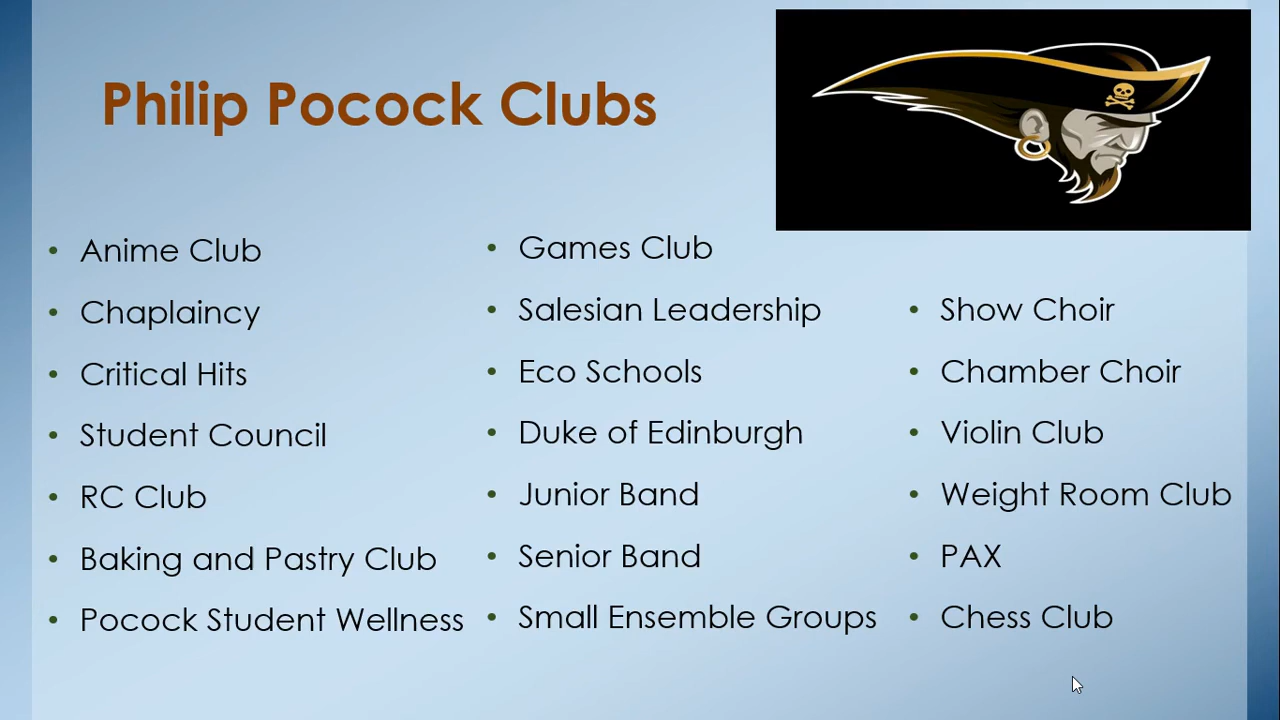 Philip Pocock Clubs
• Anime Club
• Chaplaincy
• Critical Hits
• Student Council
• RC Club
• Baking and Pastry Club
• Pocock Student Wellness
• Games Club
• Salesian Leadership
• Eco Schools
• Duke of Edinburgh
• Junior Band
• Senior Band
• Small Ensemble Groups
• Show Choir
• Chamber Choir
• Violin Club
• Weight Room Club
• PAX
• Chess Club